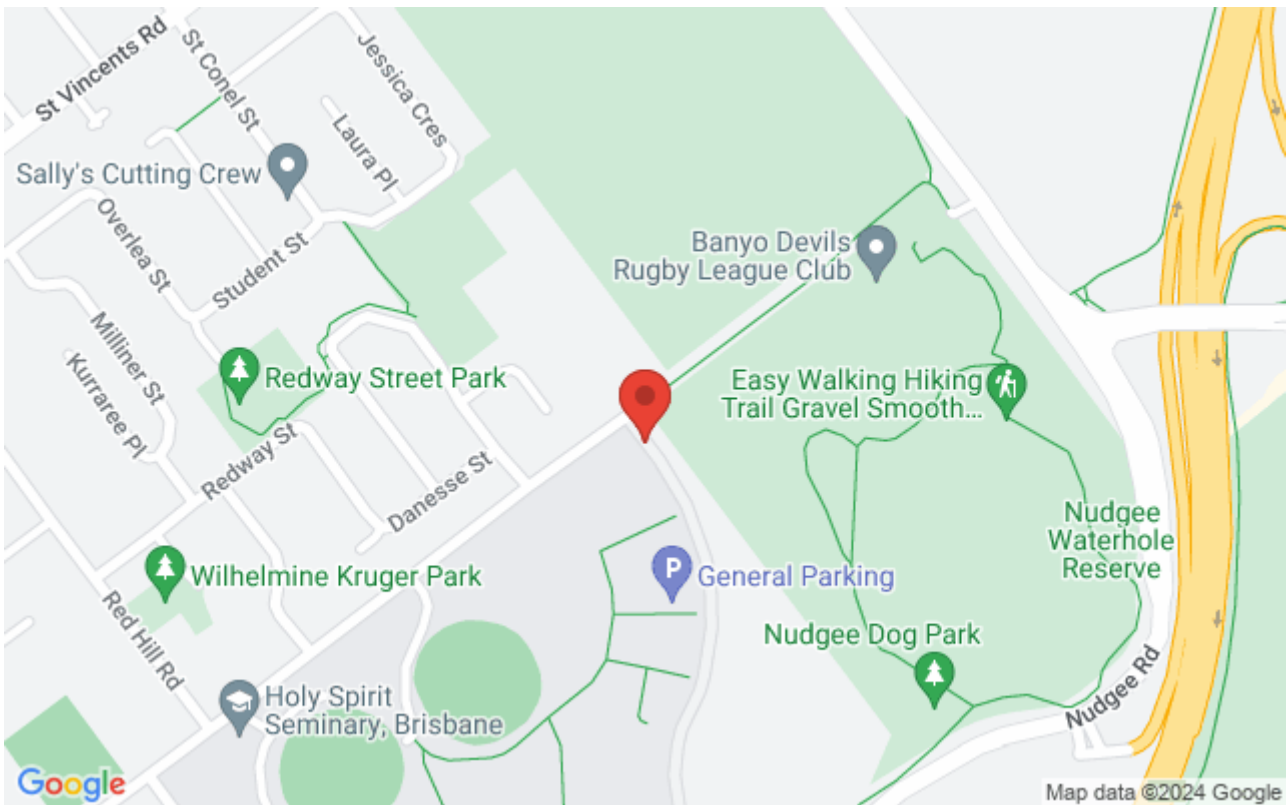 St Vincents Rd
St Conel St
Jessica Cres
Laura Pl
Sally's Cutting Crew
Overlea St
Student St
Banyo Devils
Rugby League Club
Milliner St
Kurraree Pl
Redway Street Park
Easy Walking Hiking
Trail Gravel Smooth...
Redway St
Danesse St
Nudgee
Waterhole
Reserve
Wilhelmine Kruger Park
P
General Parking
Red Hill Rd
Nudgee Dog Park
Nudgee Rd
Holy Spirit
Seminary, Brisbane
Google
Map data ©2024 Google